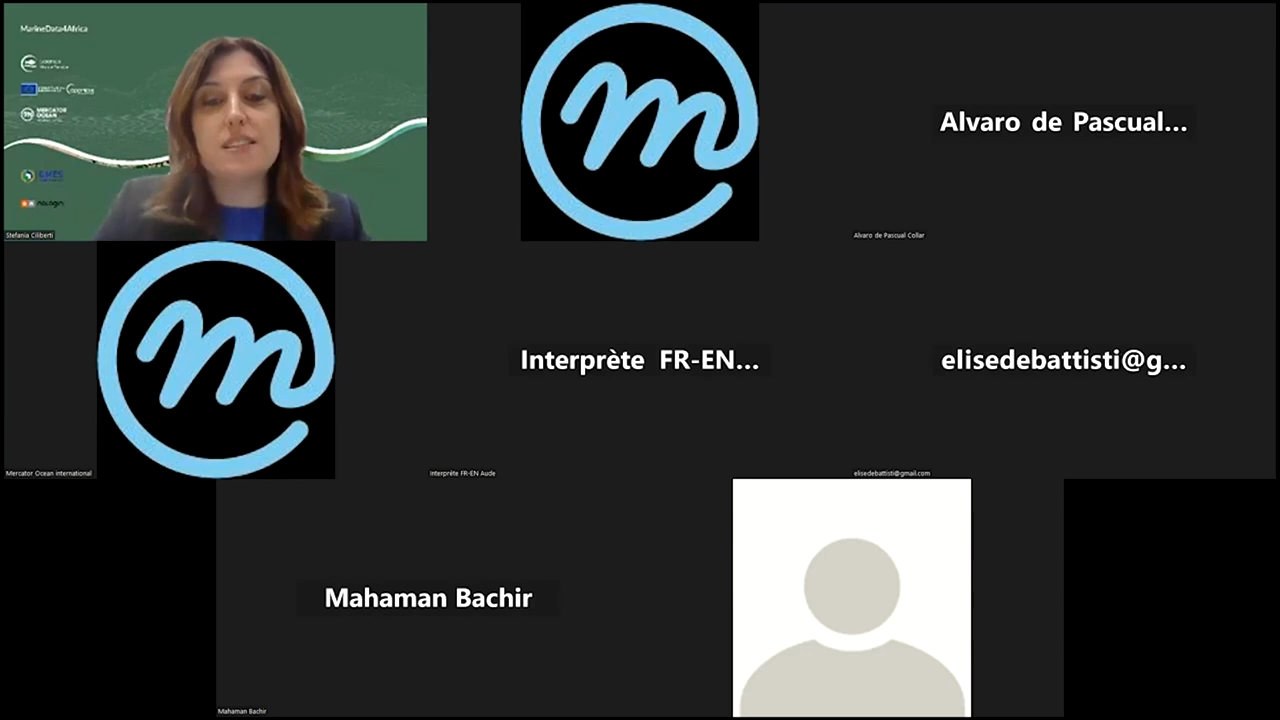 MarineData4Africa
MERCATOR
OCEAN
Stefania Ciliberti
Alvaro de Pascual...
Alvaro de Pascual Collar
Mercator Ocean International
Interprète FR-EN...
Interprète FR-EN Aude
elisedebattisti@g...
elisedebattisti@gmail.com
Mahaman Bachir
Mahaman Bachir